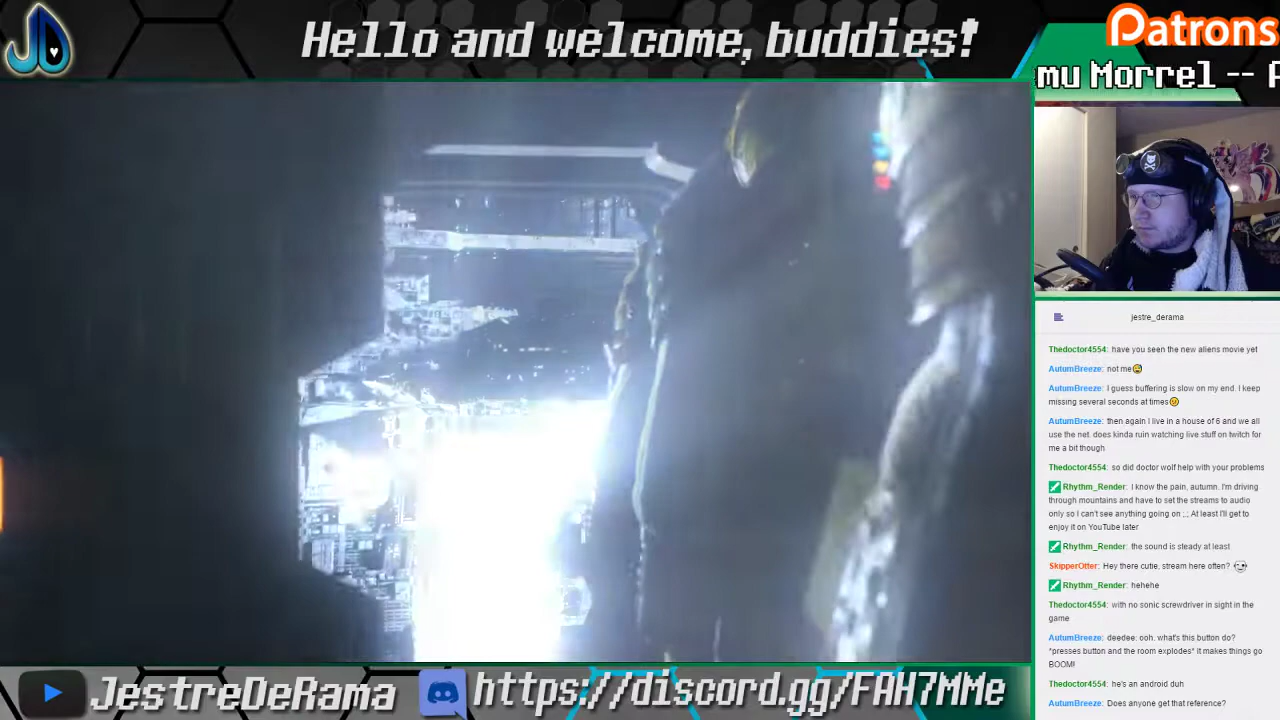 Hello and welcome, buddies!
Patrons
mu Morrel --
jestre_derama
Thedoctor4554: have you seen the new aliens movie yet
AutumBreeze: not me
AutumBreeze: I guess buffering is slow on my end. I keep
missing several seconds at times
AutumBreeze: then again I live in a house of 6 and we all
use the net. does kinda ruin watching live stuff on twitch for
me a bit though
Thedoctor4554: so did doctor wolf help with your problems
Rhythm_Render: I know the pain, autumn. I'm driving
through mountains and have to set the streams to audio
only so I can't see anything going on ;_; At least I'll get to
enjoy it on YouTube later
Rhythm_Render: the sound is steady at least
SkipperOtter: Hey there cutie, stream here often?
Rhythm_Render: hehehe
Thedoctor4554: with no sonic screwdriver in sight in the
game
AutumBreeze: deedee: ooh. what's this button do?
*presses button and the room explodes* It makes things go
BOOM!
Thedoctor4554: he's an android duh
AutumBreeze: Does anyone get that reference?
JestreDeRama
https://discord.gg/FAH7MMe